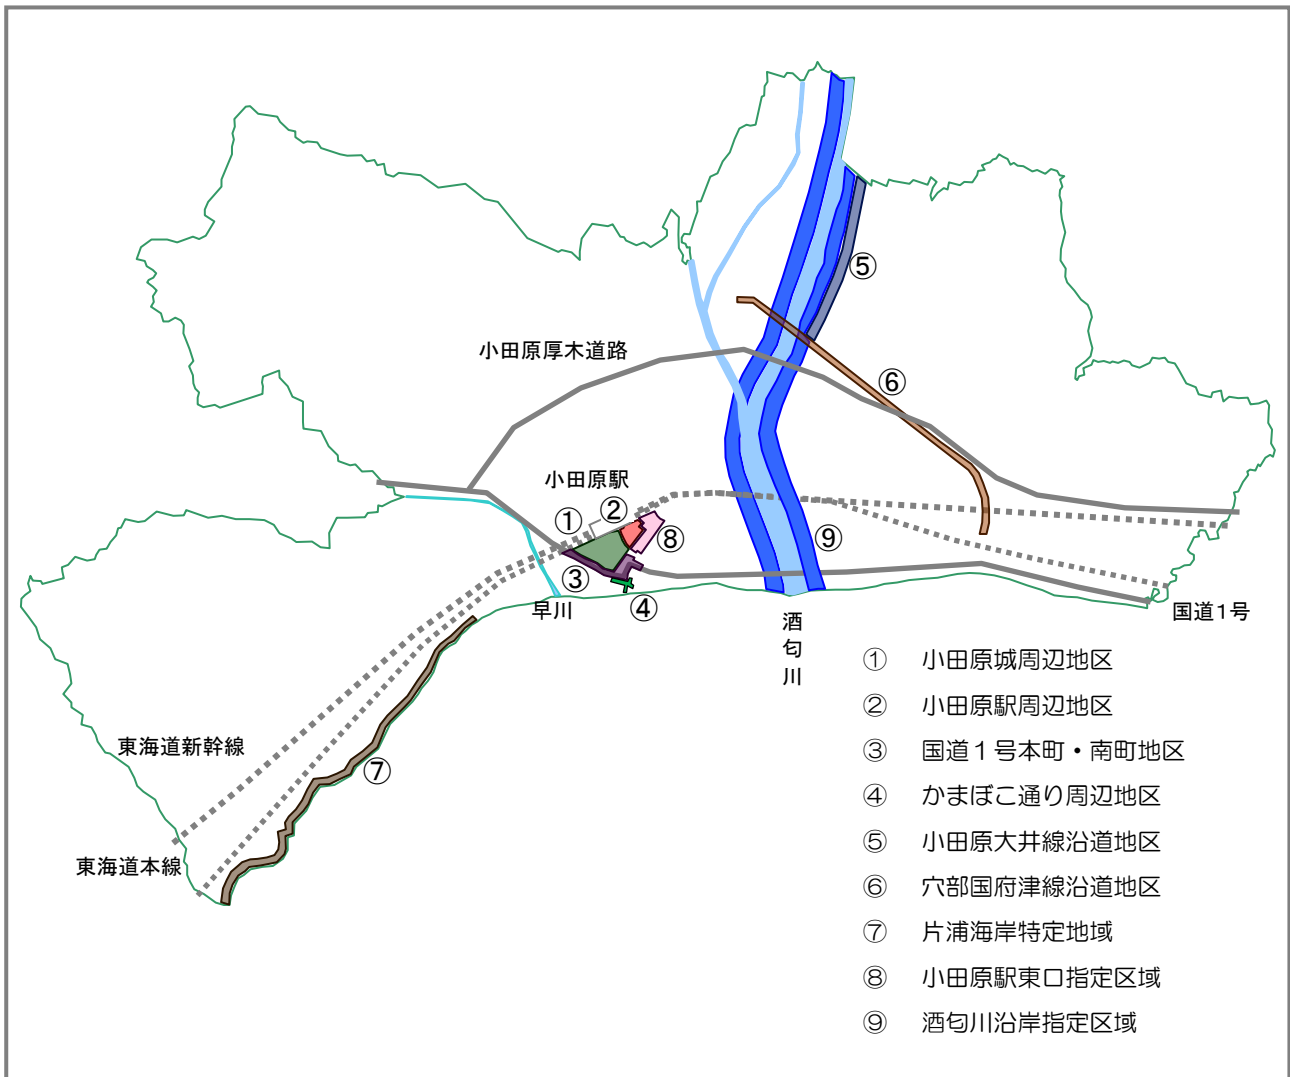 ⑤
小田原厚木道路
⑥
小田原駅
①
②
⑧
⑨
③
④
早川
酒匂川
国道1号
東海道新幹線
⑦
東海道本線
① 小田原城周辺地区
② 小田原駅周辺地区
③ 国道１号本町・南町地区
④ かまぼこ通り周辺地区
⑤ 小田原大井線沿道地区
⑥ 穴部国府津線沿道地区
⑦ 片浦海岸特定地域
⑧ 小田原駅東口指定区域
⑨ 酒匂川沿岸指定区域